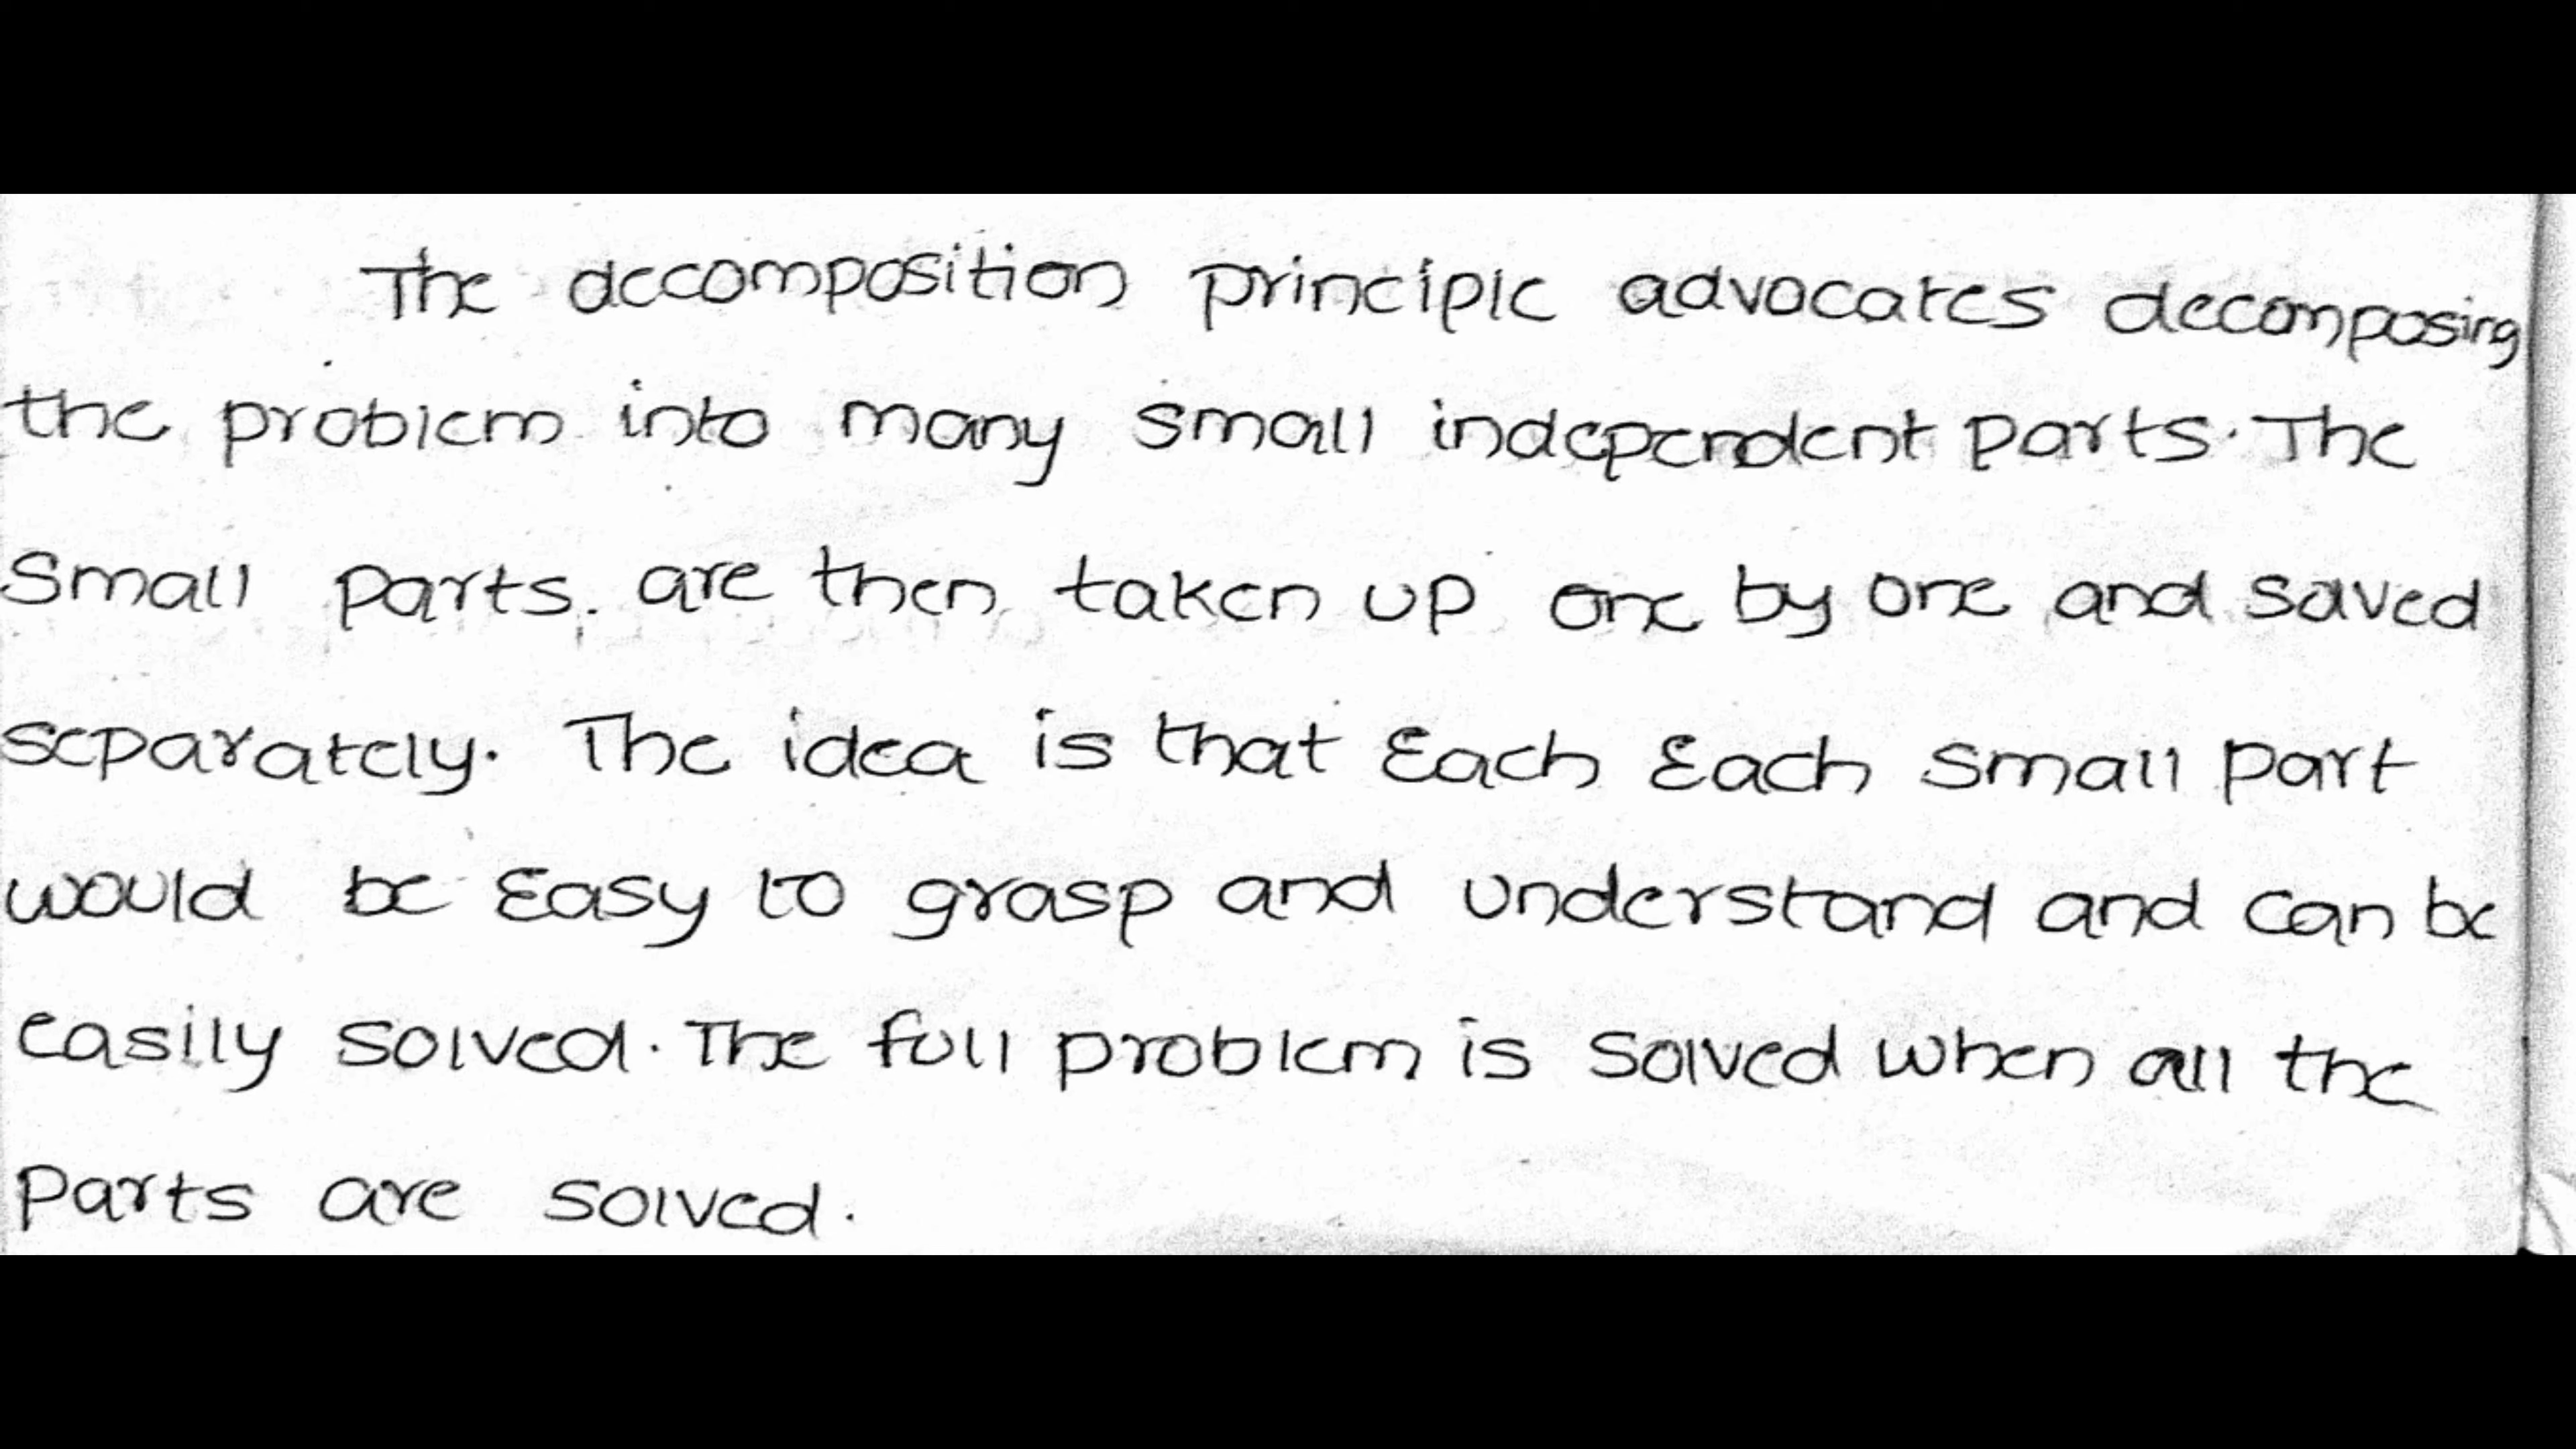 The decomposition principle advocates decomposing
the problem into many small independent parts. The
Small parts. are then taken up one by one and solved
separately. The idea is that Each Each small part
would be Easy to grasp and understand and can be
easily solved. The full problem is solved when all the
parts are solved.